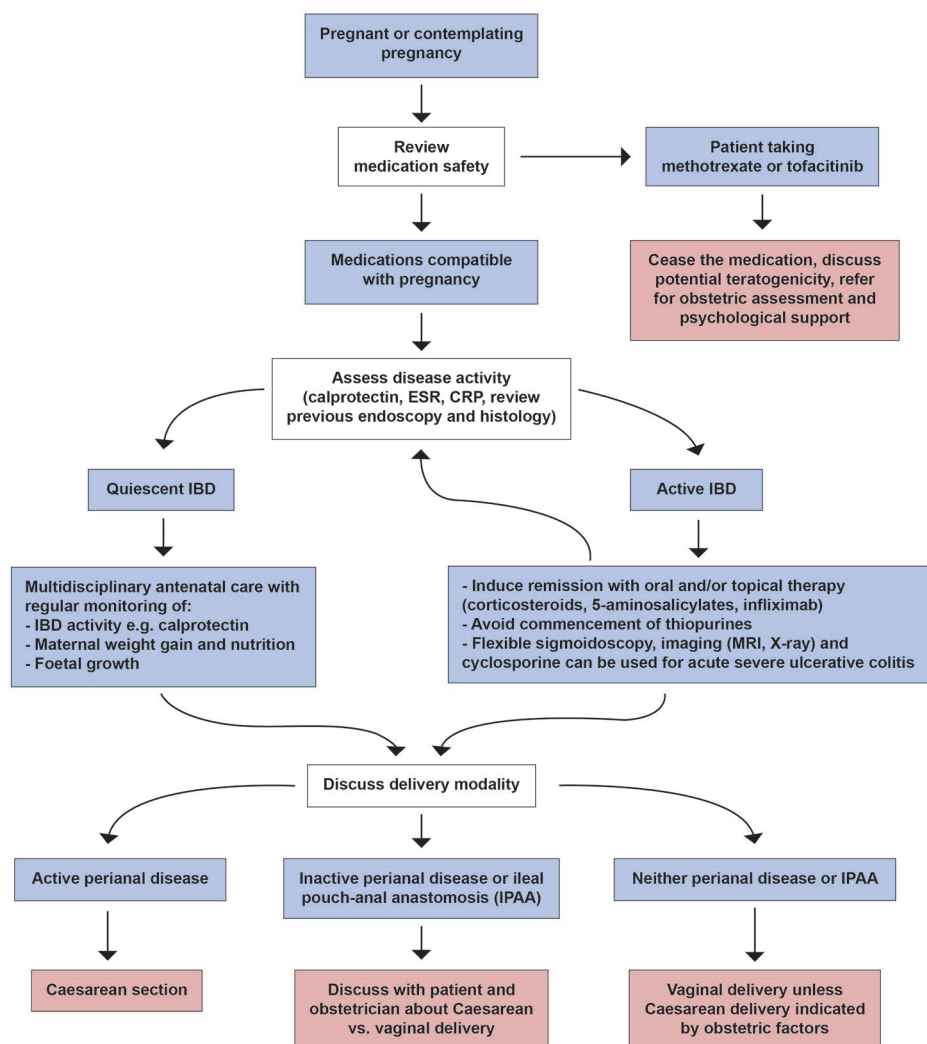 Pregnant or contemplating
pregnancy
Review
medication safety
Patient taking
methotrexate or tofacitinib
Medications compatible
with pregnancy
Cease the medication, discuss
potential teratogenicity, refer
for obstetric assessment and
psychological support
Assess disease activity
(calprotectin, ESR, CRP, review
previous endoscopy and histology)
Quiescent IBD
Active IBD
Multidisciplinary antenatal care with
regular monitoring of:
- IBD activity e.g. calprotectin
- Maternal weight gain and nutrition
- Foetal growth
- Induce remission with oral and/or topical therapy
(corticosteroids, 5-aminosalicylates, infliximab)
- Avoid commencement of thiopurines
- Flexible sigmoidoscopy, imaging (MRI, X-ray) and
cyclosporine can be used for acute severe ulcerative colitis
Discuss delivery modality
Active perianal disease
Inactive perianal disease or ileal
pouch-anal anastomosis (IPAA)
Neither perianal disease or IPAA
Caesarean section
Discuss with patient and
obstetrician about Caesarean
vs. vaginal delivery
Vaginal delivery unless
Caesarean delivery indicated
by obstetric factors